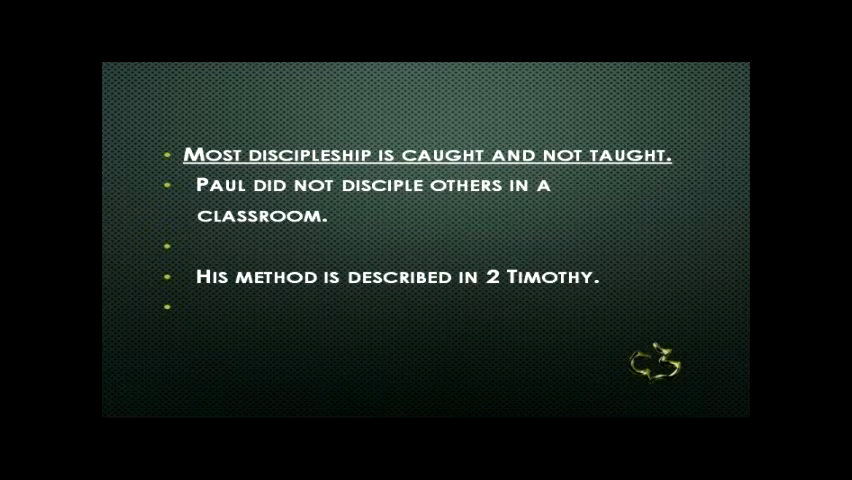 • Most discipleship is caught and not taught.
• Paul did not disciple others in a
classroom.
•
• His method is described in 2 Timothy.
•
C3